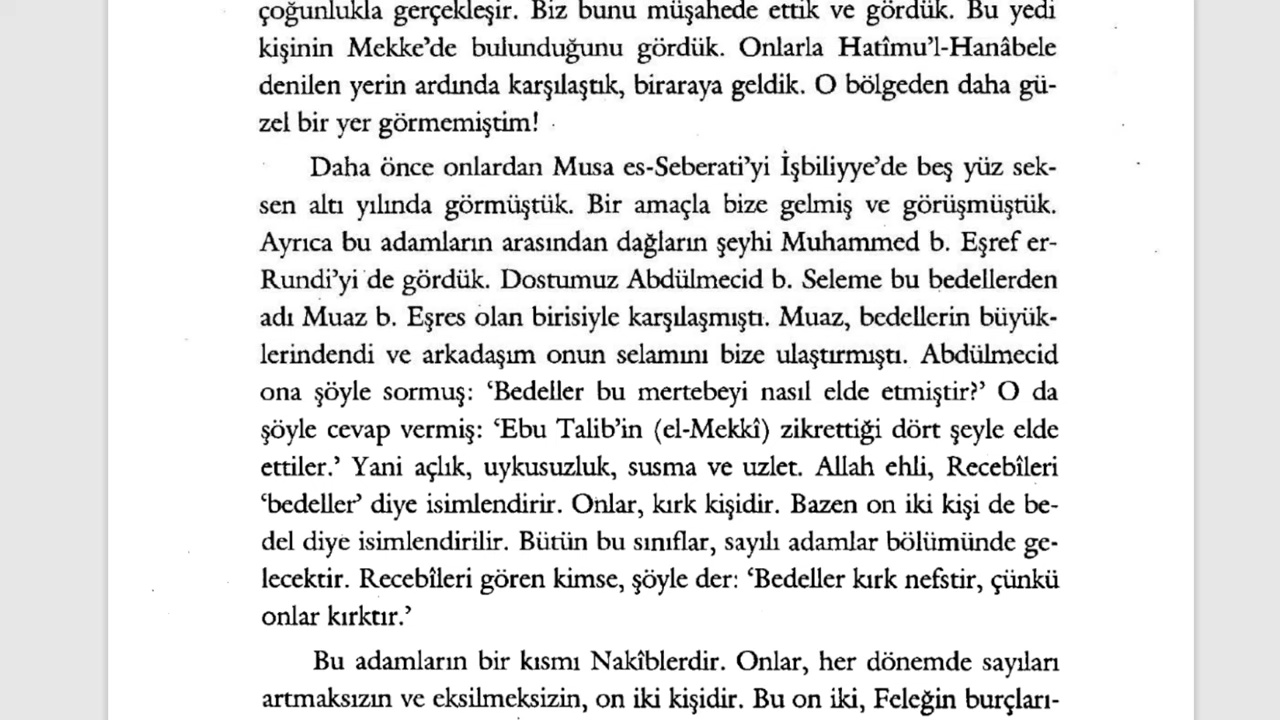 çoğunlukla gerçekleşir. Biz bunu müşahede ettik ve gördük. Bu yedi
kişinin Mekke’de bulunduğunu gördük. Onlarla Hatîmu’l-Hanâbele
denilen yerin ardında karşılaştık, biraraya geldik. O bölgeden daha gü-
zel bir yer görmemiştim!
Daha önce onlardan Musa es-Seberati’yi İşbiliyye’de beş yüz sek-
sen altı yılında görmüştük. Bir amaçla bize gelmiş ve görüşmüştük.
Ayrıca bu adamların arasından dağların şeyhi Muhammed b. Eşref er-
Rundi’yi de gördük. Dostumuz Abdülmecid b. Seleme bu bedellerden
adı Muaz b. Eşres olan birisiyle karşılaşmıştı. Muaz, bedellerin büyük-
lerindendi ve arkadaşım onun selamını bize ulaştırmıştı. Abdülmecid
ona şöyle sormuş: ‘Bedeller bu mertebeyi nasıl elde etmiştir?’ O da
şöyle cevap vermiş: ‘Ebu Talib’in (el-Mekkî) zikrettiği dört şeyle elde
ettiler.’ Yani açlık, uykusuzluk, susma ve uzlet. Allah ehli, Recebîleri
‘bedeller’ diye isimlendirir. Onlar, kırk kişidir. Bazen on iki kişi de be-
del diye isimlendirilir. Bütün bu sınıflar, sayılı adamlar bölümünde ge-
lecektir. Recebîleri gören kimse, şöyle der: ‘Bedeller kırk nefstir, çünkü
onlar kırktır.’
Bu adamların bir kısmı Nakîblerdir. Onlar, her dönemde sayıları
artmaksızın ve eksilmeksizin, on iki kişidir. Bu on iki, Feleğin burçları-